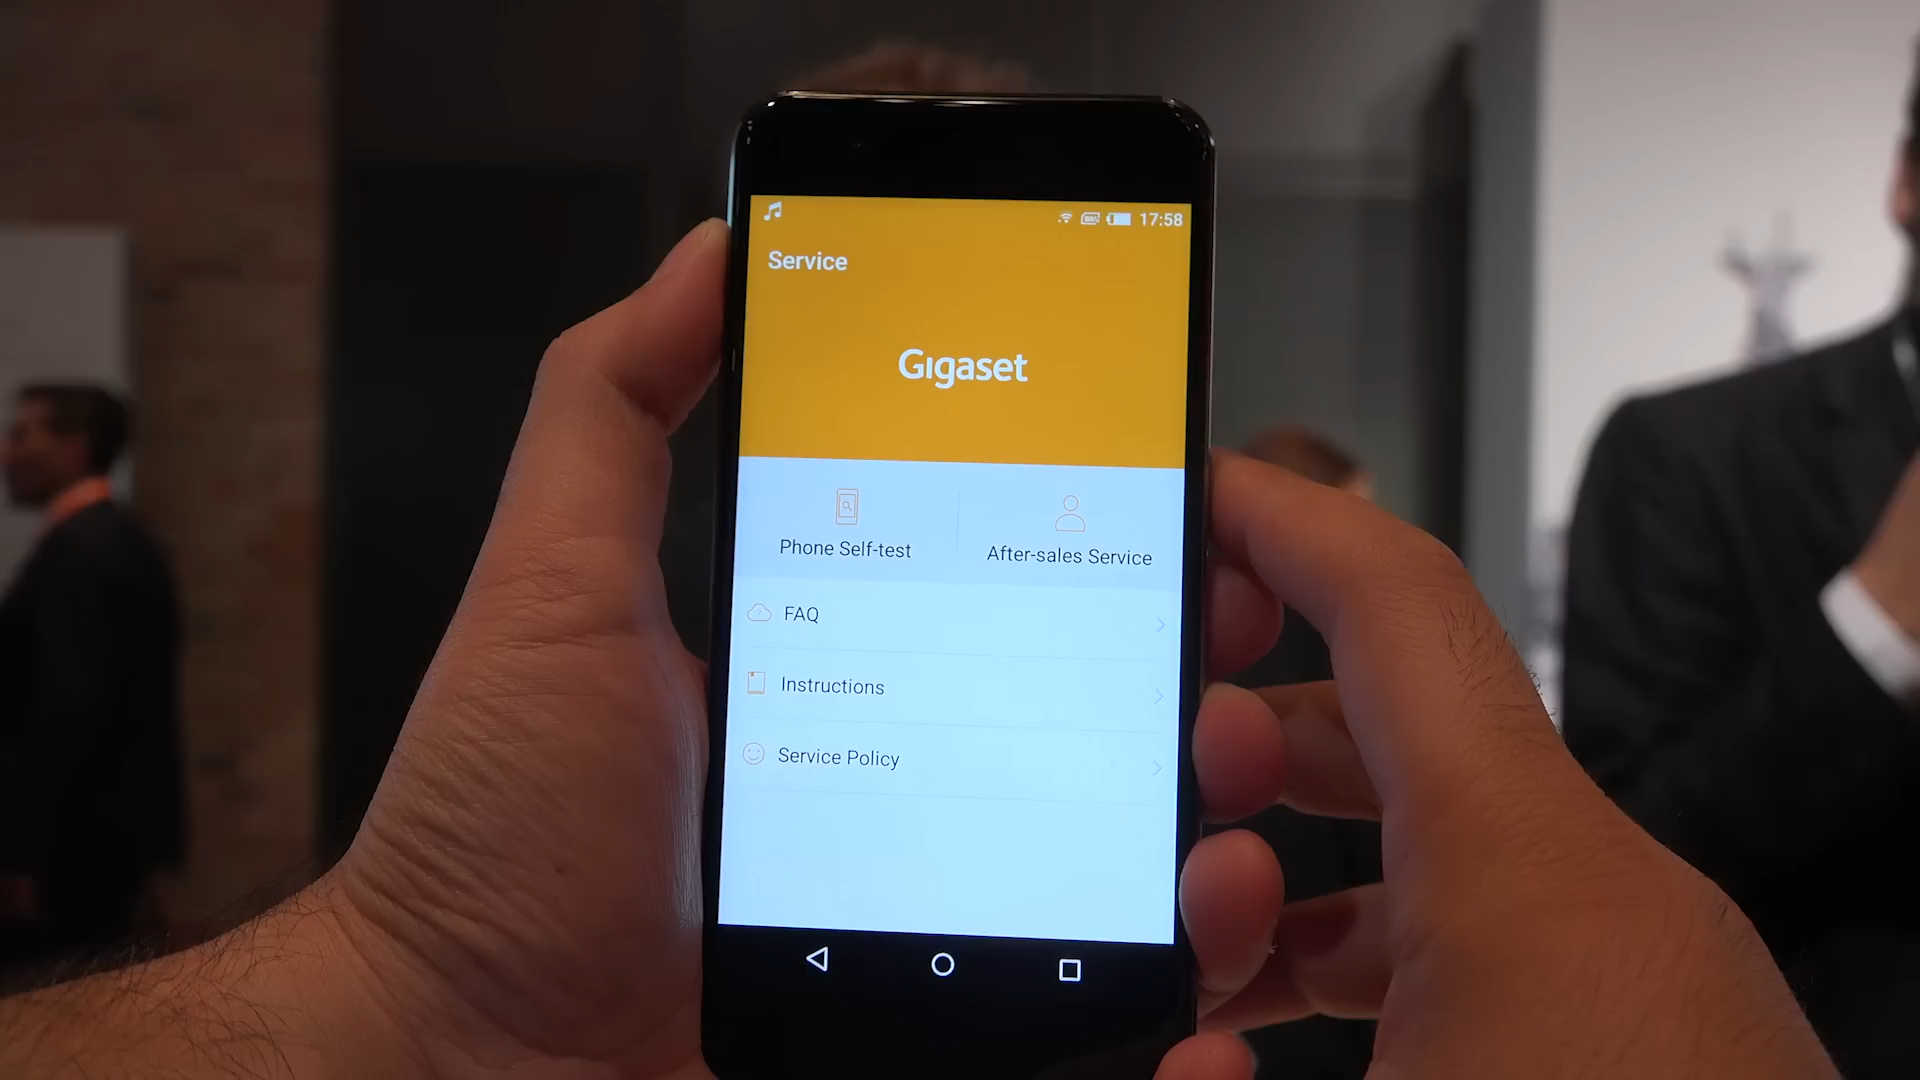 17:58
Service
Gigaset
Phone Self-test
After-sales Service
FAQ
Instructions
Service Policy